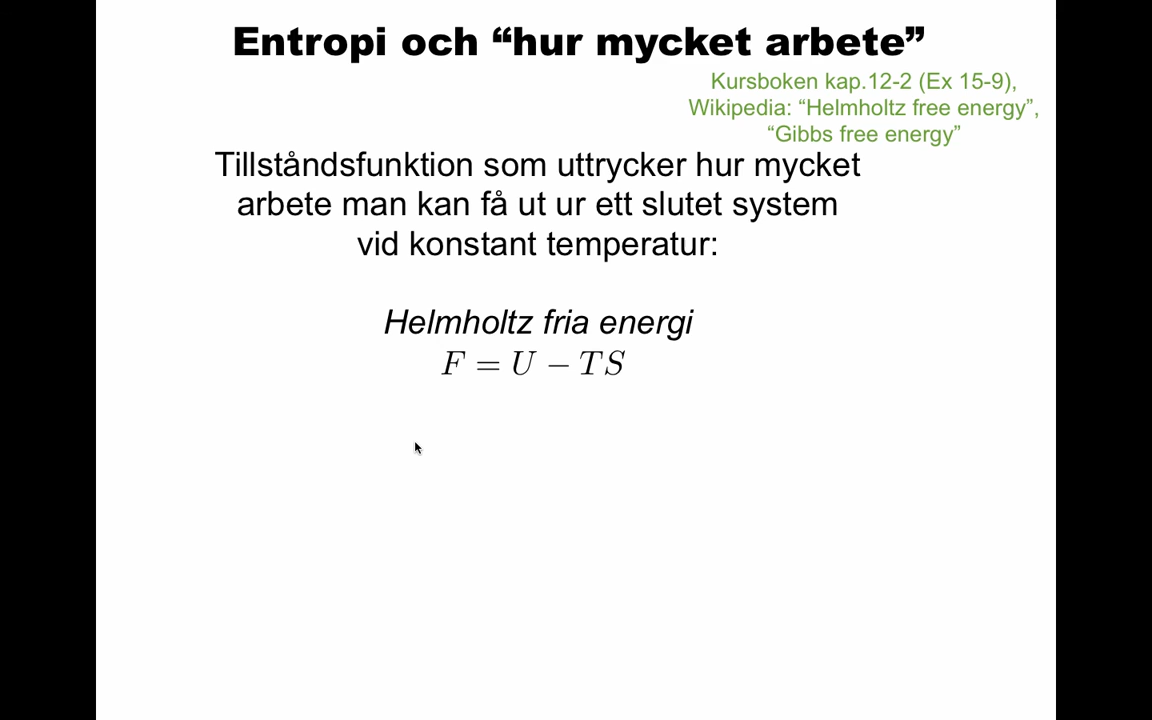 Entropi och “hur mycket arbete”
Kursboken kap.12-2 (Ex 15-9),
Wikipedia: “Helmholtz free energy”,
“Gibbs free energy”
Tillståndsfunktion som uttrycker hur mycket
arbete man kan få ut ur ett slutet system
vid konstant temperatur:
Helmholtz fria energi
F = U − TS